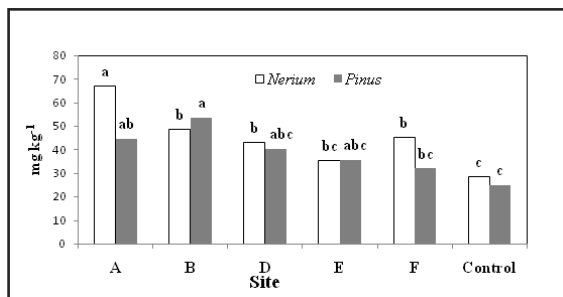 80
70
60
50
40
30
20
10
0
mg kg-1
Nerium Pinus
a
ab
b
a
b
abc
bc
abc
b
bc
c
c
A B D E F Control
Site